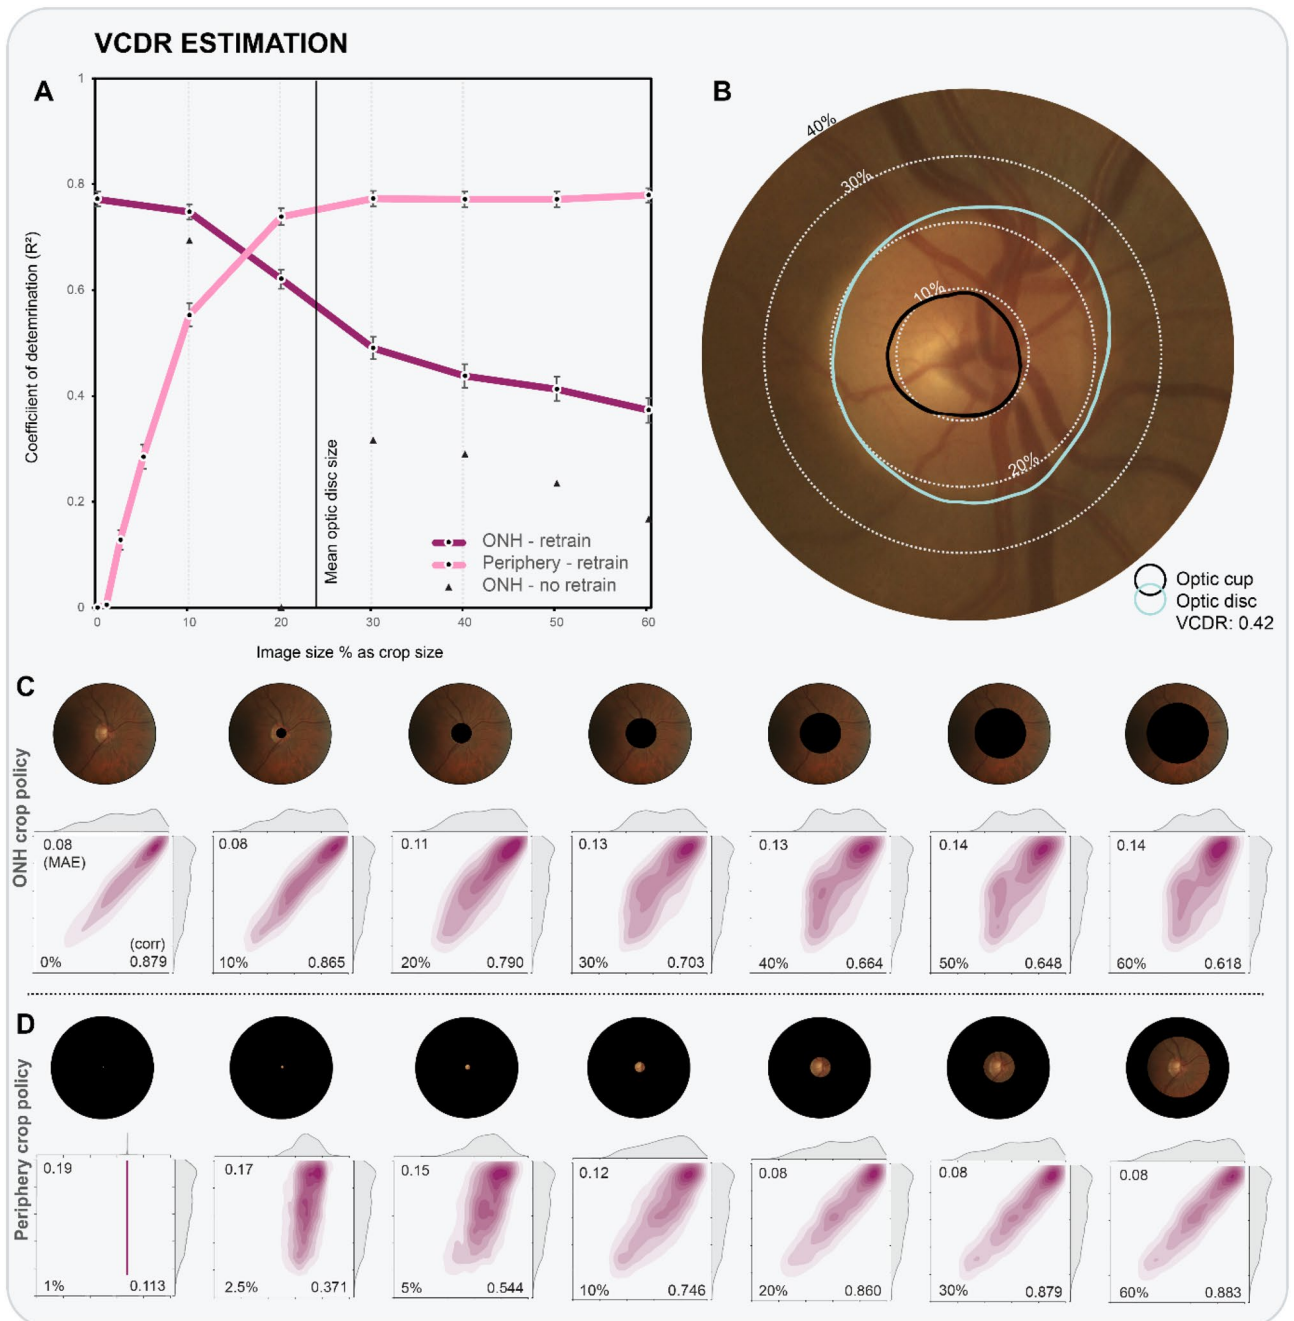 VCDR ESTIMATION
A
1
0.8
0.6
0.4
0.2
0
Coefficiient of detemrination (R²)
Mean optic disc size
ONH - retrain
Periphery - retrain
ONH - no retrain
0 10 20 30 40 50 60
Image size % as crop size
B
40%
30%
10%
20%
Optic cup
Optic disc
VCDR: 0.42
C
ONH crop policy
0.08 0.08 0.11 0.13 0.13 0.14 0.14
(MAE)
(corr)
0% 0.879 10% 0.865 20% 0.790 30% 0.703 40% 0.664 50% 0.648 60% 0.618
D
Periphery crop policy
0.19 0.17 0.15 0.12 0.08 0.08 0.08
1% 0.113 2.5% 0.371 5% 0.544 10% 0.746 20% 0.860 30% 0.879 60% 0.883